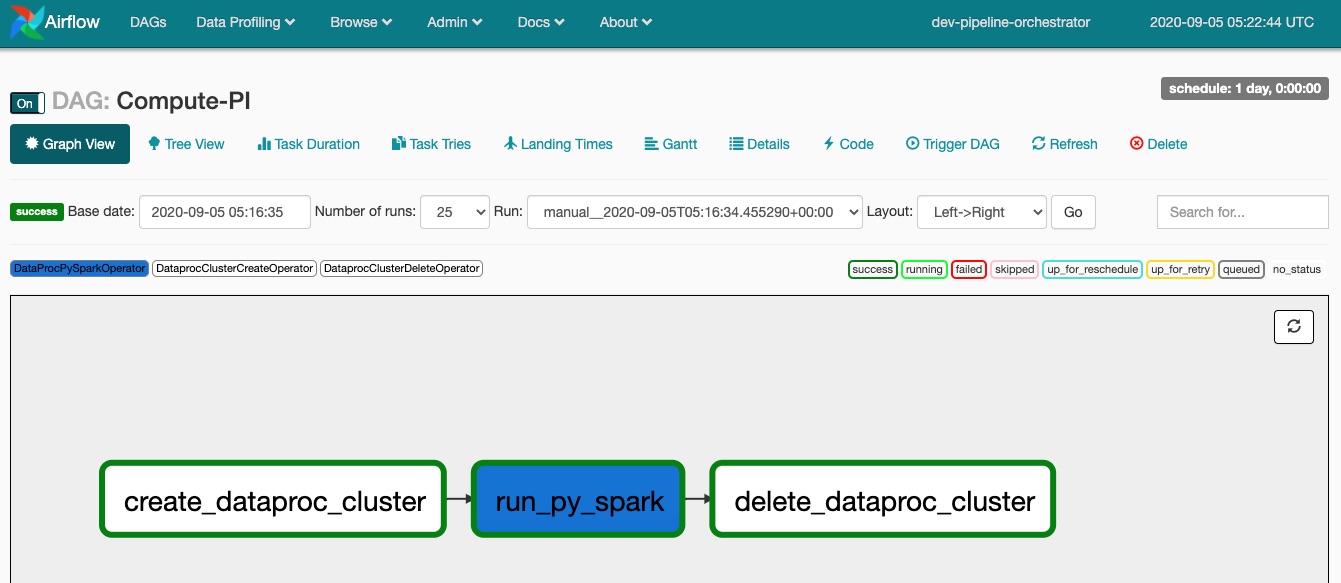 Airflow DAGs Data Profiling Browse Admin Docs About dev-pipeline-orchestrator 2020-09-05 05:22:44 UTC
schedule: 1 day, 0:00:00
On DAG: Compute-PI
Graph View Tree View Task Duration Task Tries Landing Times Gantt Details Code Trigger DAG Refresh Delete
success Base date: 2020-09-05 05:16:35 Number of runs: 25 Run: manual__2020-09-05T05:16:34.455290+00:00 Layout: Left->Right Go Search for...
DataProcPySparkOperator DataprocClusterCreateOperator DataprocClusterDeleteOperator success running failed skipped up_for_reschedule up_for_retry queued no_status
create_dataproc_cluster run_py_spark delete_dataproc_cluster